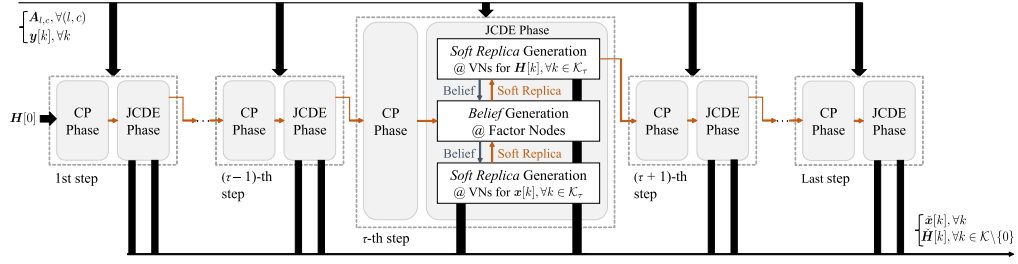 𝑨_{l,c}, ∀(l, c)
𝒚[k], ∀k
𝑯[0]
CP
Phase
JCDE
Phase
1st step
...
CP
Phase
JCDE
Phase
(τ − 1)-th
step
CP
Phase
JCDE Phase
Soft Replica Generation
@ VNs for 𝑯[k], ∀k ∈ 𝒦_τ
Belief
Soft Replica
Belief Generation
@ Factor Nodes
Belief
Soft Replica
Soft Replica Generation
@ VNs for 𝒙[k], ∀k ∈ 𝒦_τ
τ-th step
CP
Phase
JCDE
Phase
(τ + 1)-th
step
...
CP
Phase
JCDE
Phase
Last step
𝒙̂[k], ∀k
𝑯̂[k], ∀k ∈ 𝒦\{0}